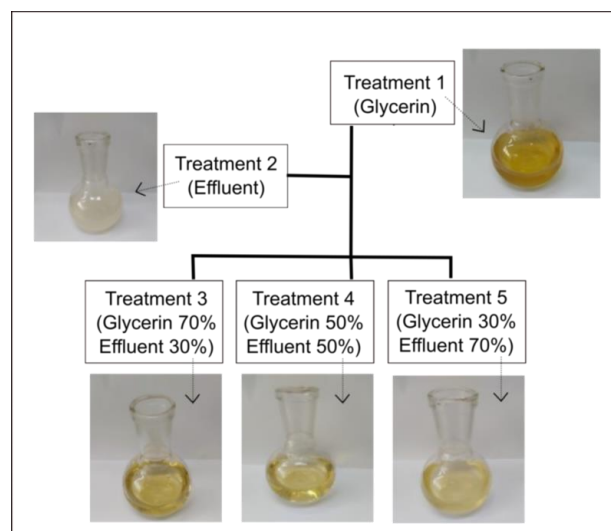 Treatment 1
(Glycerin)
Treatment 2
(Effluent)
Treatment 3
(Glycerin 70%
Effluent 30%)
Treatment 4
(Glycerin 50%
Effluent 50%)
Treatment 5
(Glycerin 30%
Effluent 70%)